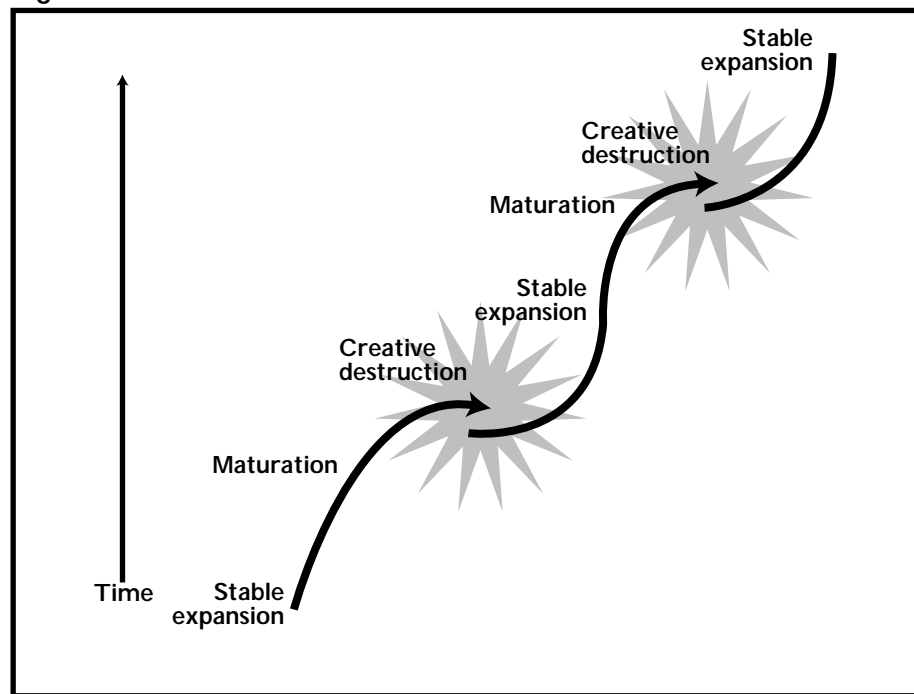 Stable
expansion
Creative
destruction
Maturation
Stable
expansion
Creative
destruction
Maturation
Time
Stable
expansion